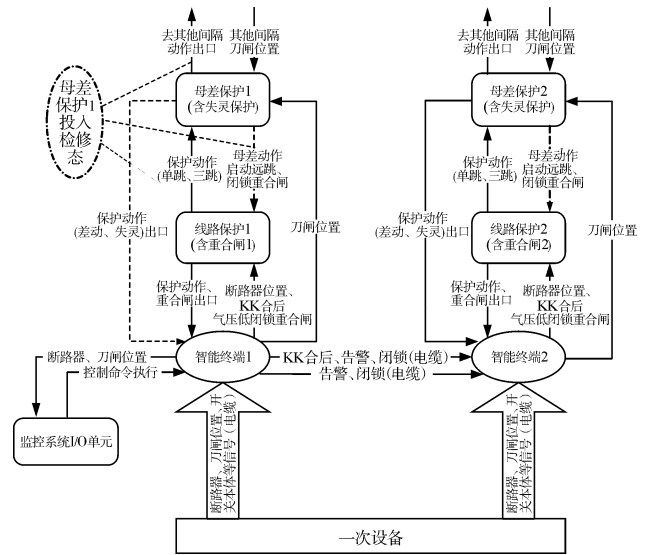 去其他间隔
动作出口
其他间隔
刀闸位置
去其他间隔
动作出口
其他间隔
刀闸位置
母差
保护1
投入
检修
态
母差保护1
(含失灵保护)
母差保护2
(含失灵保护)
保护动作
(单跳、三跳)
母差动作
启动远跳、
闭锁重合闸
保护动作
(单跳、三跳)
母差动作
启动远跳、
闭锁重合闸
保护动作
(差动、失灵)出口
线路保护1
(含重合闸1)
刀闸位置
保护动作
(差动、失灵)出口
线路保护2
(含重合闸2)
刀闸位置
保护动作、
重合闸出口
断路器位置、
KK合后
气压低闭锁重合闸
保护动作、
重合闸出口
断路器位置、
KK合后
气压低闭锁重合闸
断路器、刀闸位置
控制命令执行
智能终端1
KK合后、告警、闭锁(电缆)
告警、闭锁(电缆)
智能终端2
监控系统I/O单元
断路器、刀闸位置、开
关本体等信号（电缆）
断路器、刀闸位置、开
关本体等信号（电缆）
一次设备